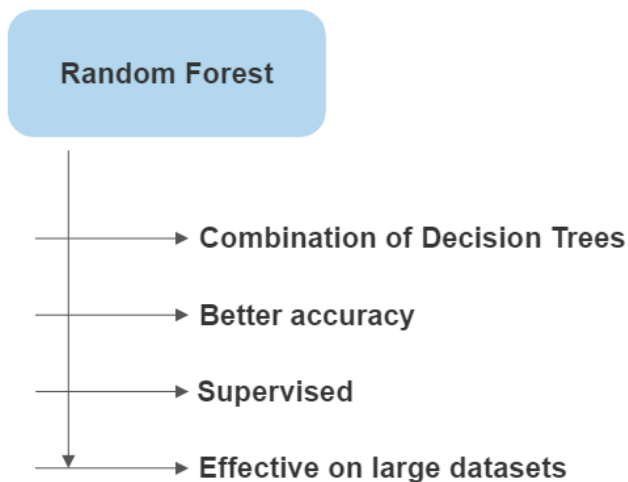 Random Forest
Combination of Decision Trees
Better accuracy
Supervised
Effective on large datasets